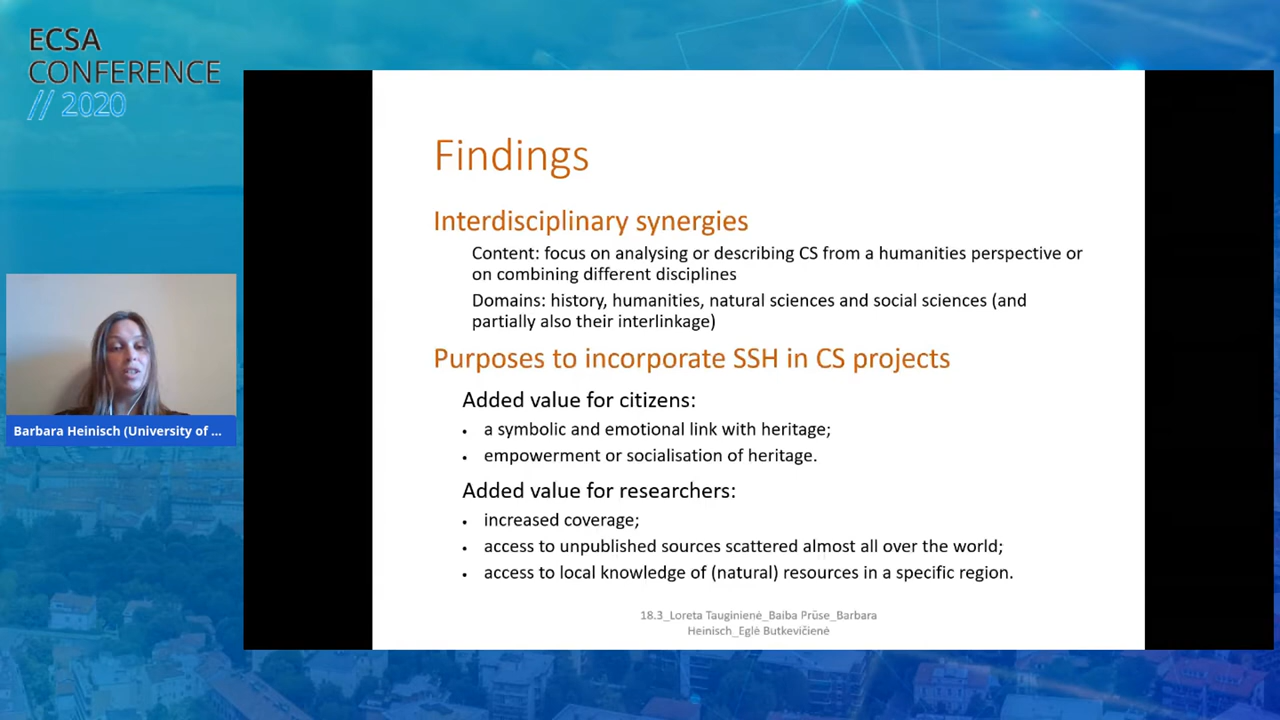 ECSA
CONFERENCE
// 2020
Findings
Interdisciplinary synergies
Content: focus on analysing or describing CS from a humanities perspective or
on combining different disciplines
Domains: history, humanities, natural sciences and social sciences (and
partially also their interlinkage)
Purposes to incorporate SSH in CS projects
Added value for citizens:
• a symbolic and emotional link with heritage;
• empowerment or socialisation of heritage.
Added value for researchers:
• increased coverage;
• access to unpublished sources scattered almost all over the world;
• access to local knowledge of (natural) resources in a specific region.
18.3_Loreta Tauginienė_Baiba Prūse_Barbara
Heinisch_Eglė Butkevičienė
Barbara Heinisch (University of ...